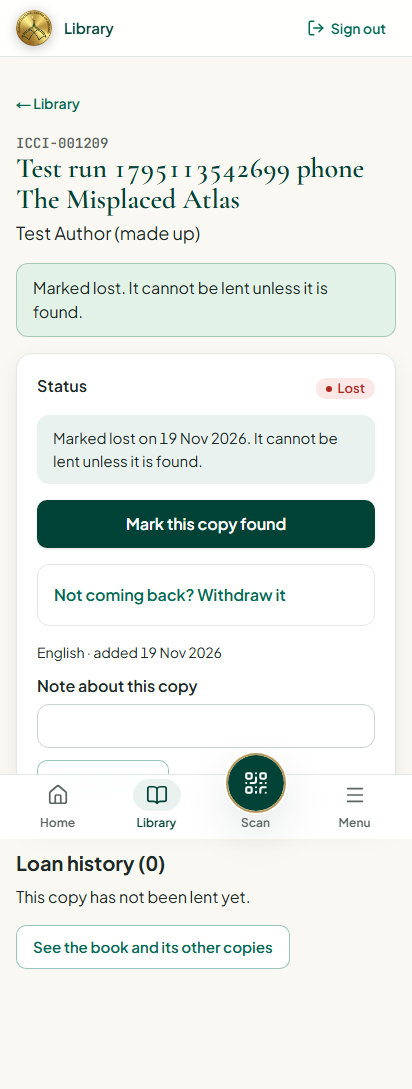 Library
Sign out
← Library
ICCI-001209
Test run 1795113542699 phone
The Misplaced Atlas
Test Author (made up)
Marked lost. It cannot be lent unless it is
found.
Status
Lost
Marked lost on 19 Nov 2026. It cannot be
lent unless it is found.
Mark this copy found
Not coming back? Withdraw it
English · added 19 Nov 2026
Note about this copy
Home
Library
Scan
Menu
Loan history (0)
This copy has not been lent yet.
See the book and its other copies